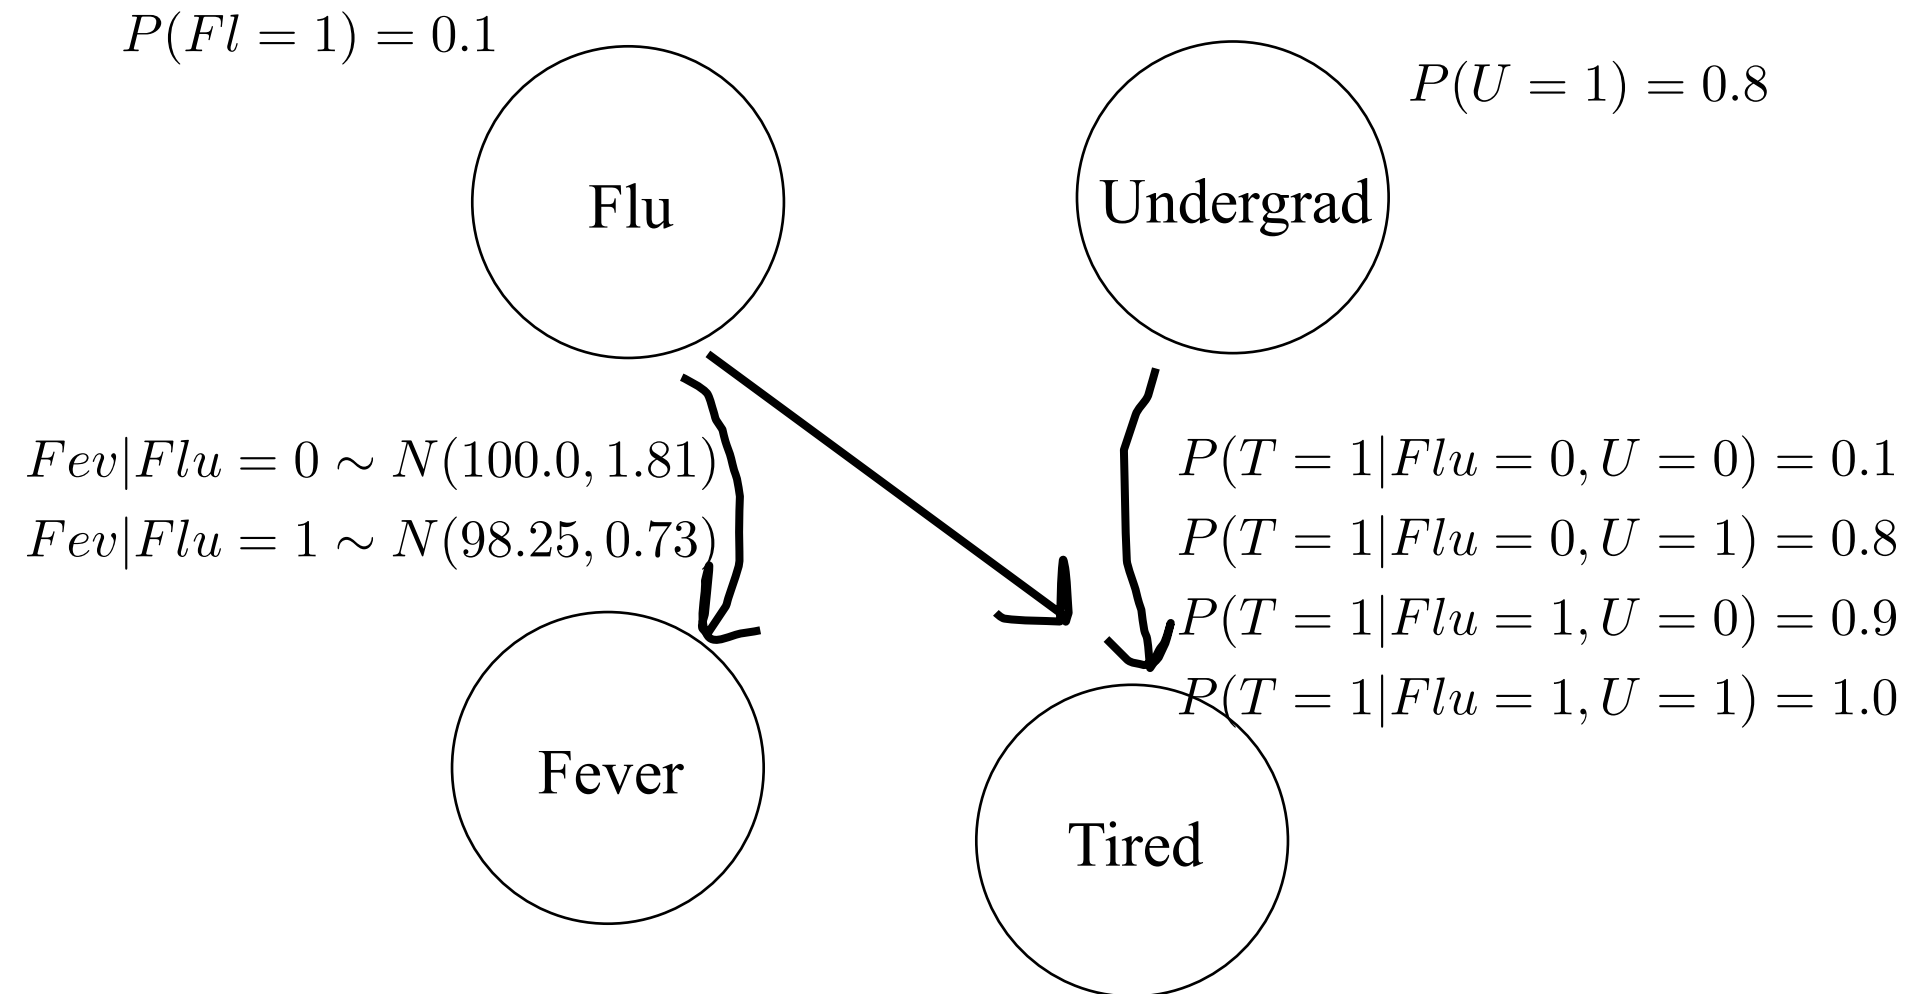 P(Fl = 1) = 0.1
P(U = 1) = 0.8
Flu
Undergrad
Fev|Flu = 0 ∼ N(100.0, 1.81)
Fev|Flu = 1 ∼ N(98.25, 0.73)
P(T = 1|Flu = 0, U = 0) = 0.1
P(T = 1|Flu = 0, U = 1) = 0.8
P(T = 1|Flu = 1, U = 0) = 0.9
P(T = 1|Flu = 1, U = 1) = 1.0
Fever
Tired